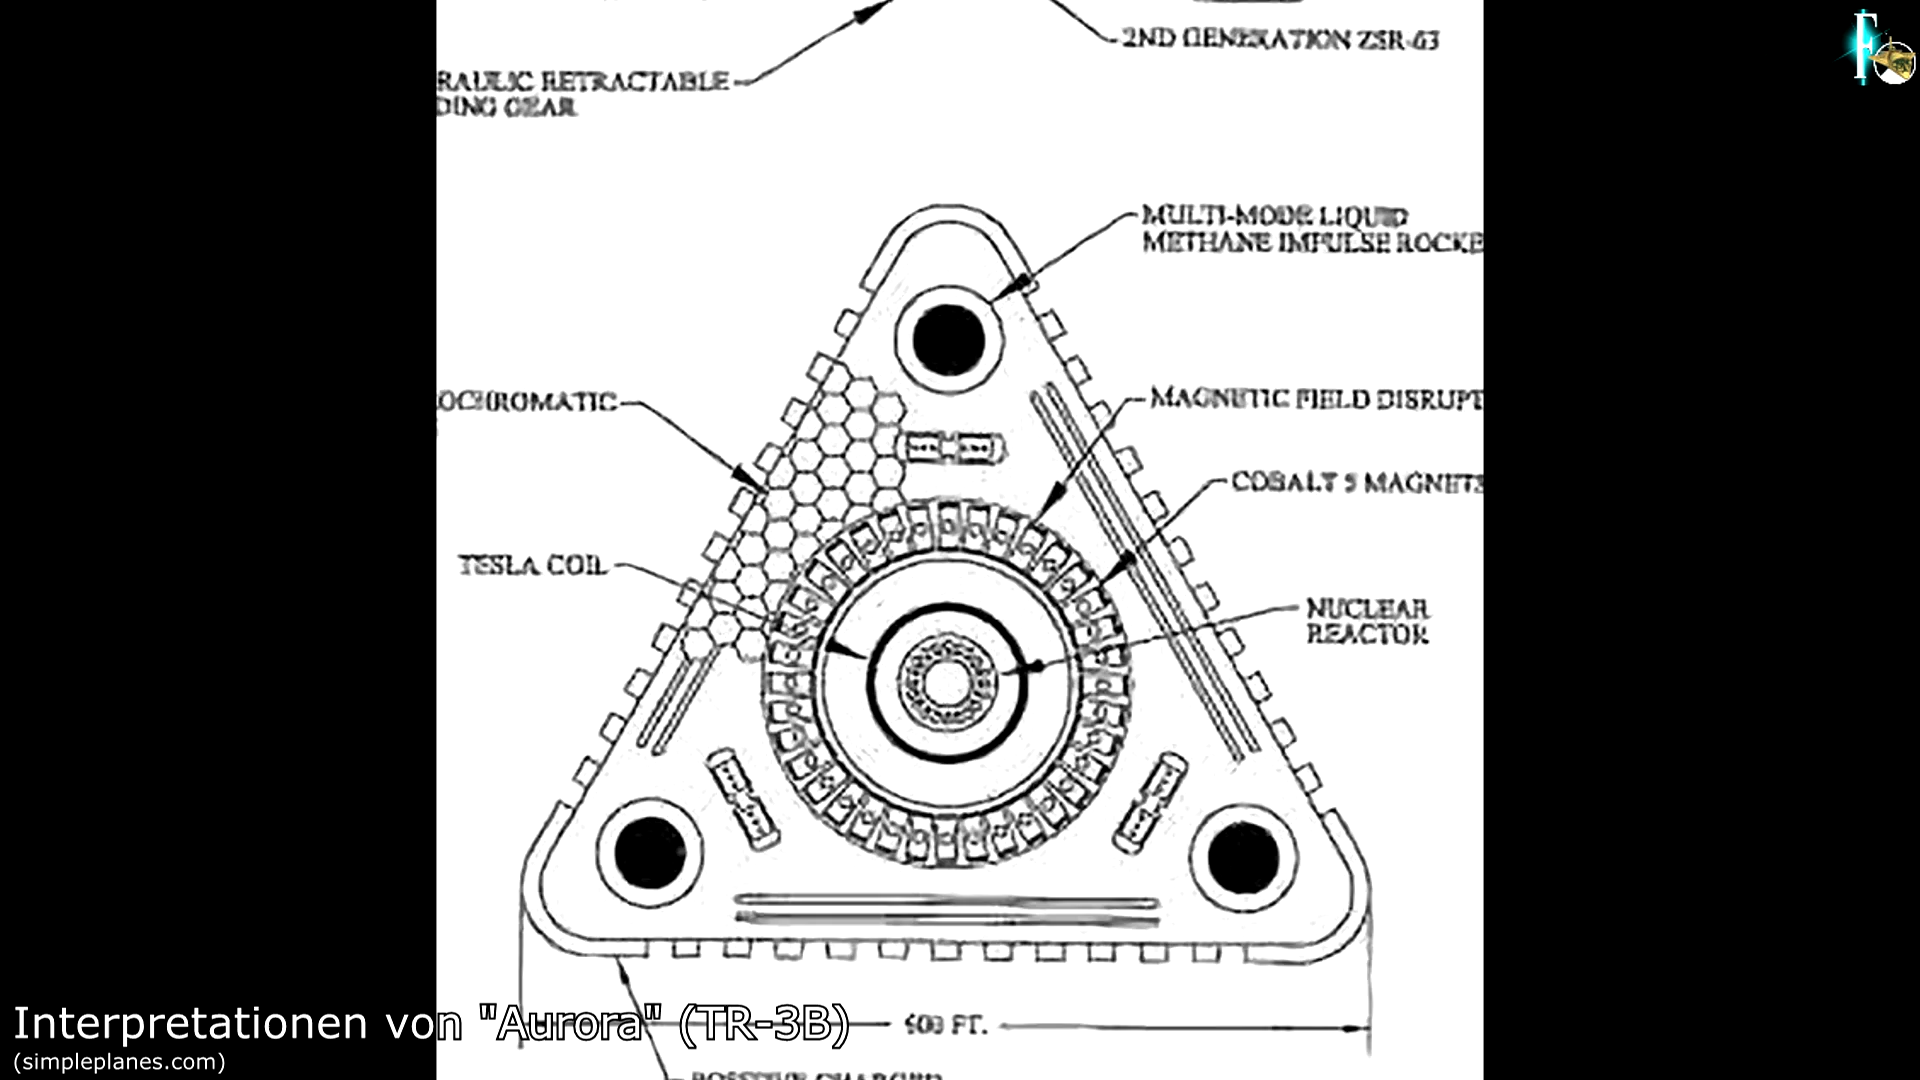 2ND GENERATION ZSR-63
RAULIC RETRACTABLE
DING GEAR
MULTI-MODE LIQUID
METHANE IMPULSE ROCKE
OCHROMATIC
MAGNETIC FIELD DISRUPT
COBALT 5 MAGNETS
TESLA COIL
NUCLEAR
REACTOR
600 FT.
Interpretationen von "Aurora" (TR-3B)
(simpleplanes.com)
F